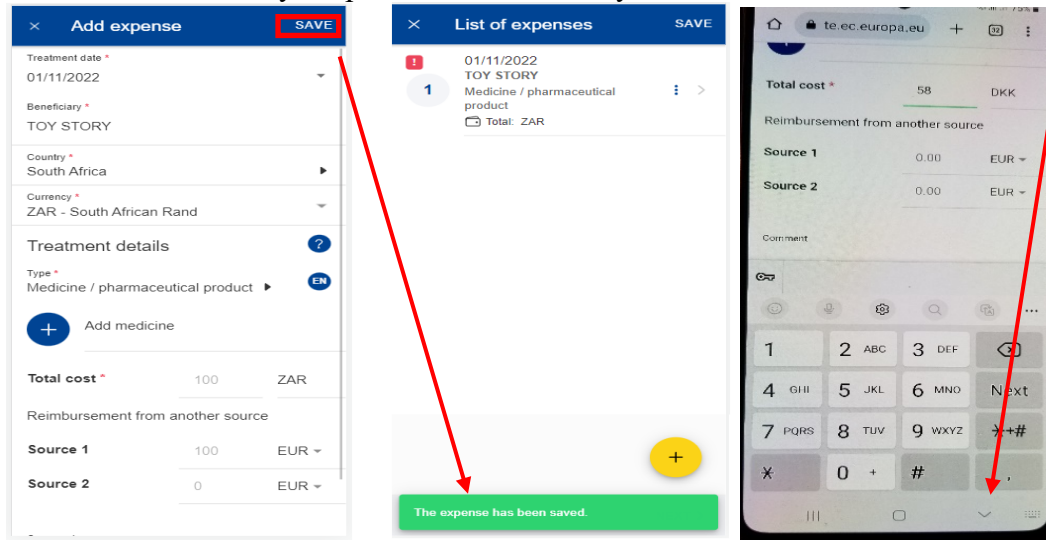 × Add expense SAVE
Treatment date *
01/11/2022
Beneficiary *
TOY STORY
Country *
South Africa
Currency *
ZAR - South African Rand
Treatment details ?
Type *
Medicine / pharmaceutical product EN
+ Add medicine
Total cost * 100 ZAR
Reimbursement from another source
Source 1 100 EUR
Source 2 0 EUR
× List of expenses SAVE
! 01/11/2022
TOY STORY
1 Medicine / pharmaceutical
product
Total: ZAR
+
The expense has been saved.
te.ec.europa.eu +
Total cost * 58 DKK
Reimbursement from another source
Source 1 0.00 EUR
Source 2 0.00 EUR
Comment
1 2 ABC 3 DEF
4 GHI 5 JKL 6 MNO Next
7 PQRS 8 TUV 9 WXYZ *+#
* 0 + # ,